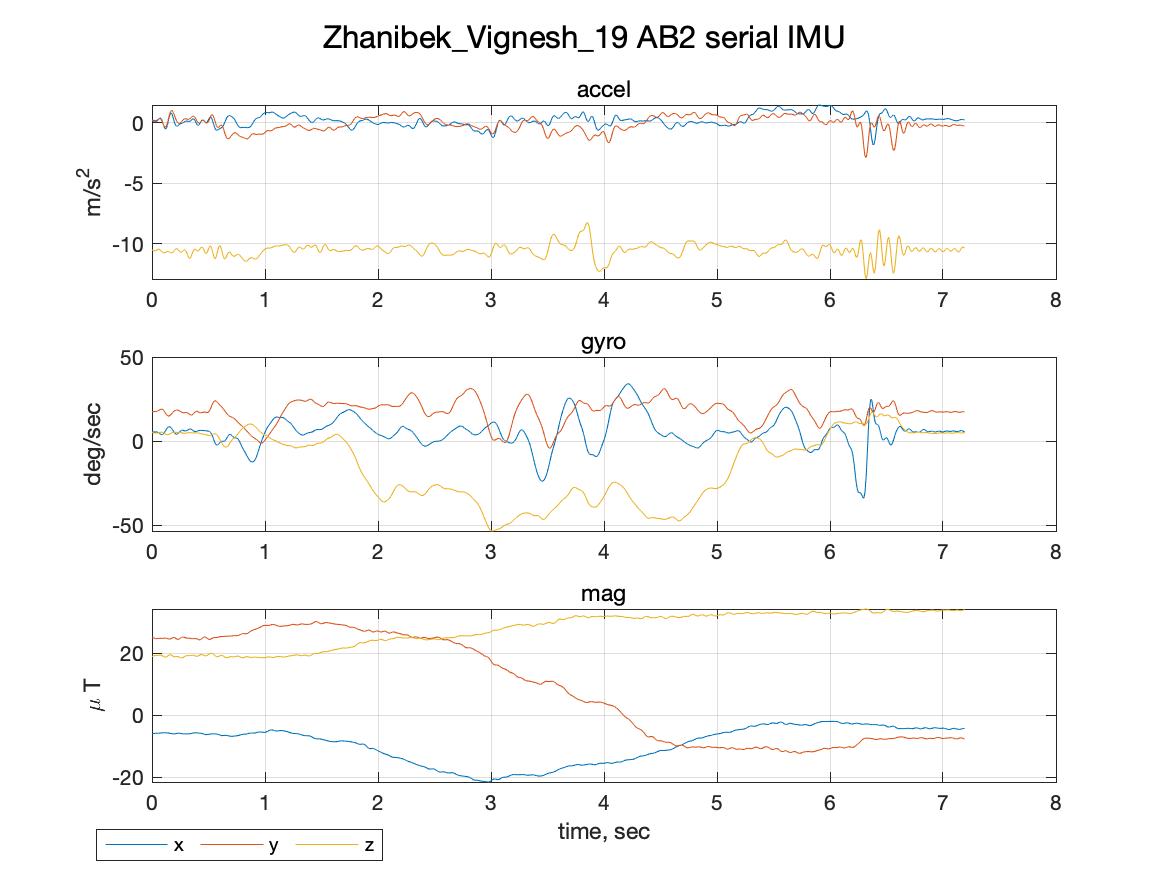 Zhanibek_Vignesh_19 AB2 serial IMU
accel
0
-5
-10
m/s²
0 1 2 3 4 5 6 7 8
gyro
50
0
-50
deg/sec
0 1 2 3 4 5 6 7 8
mag
20
0
-20
μ T
0 1 2 3 4 5 6 7 8
time, sec
x y z